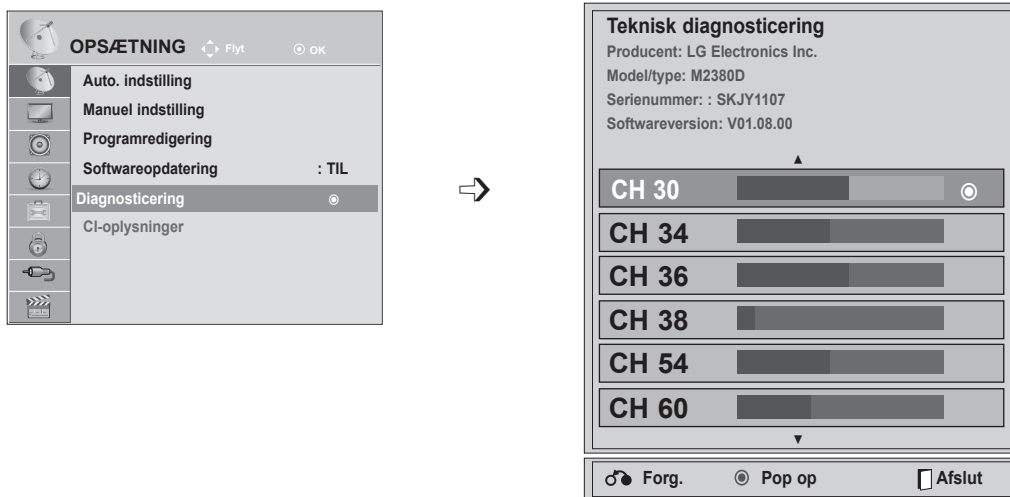 OPSÆTNING Flyt OK
Auto. indstilling
Manuel indstilling
Programredigering
Softwareopdatering : TIL
Diagnosticering
CI-oplysninger
Teknisk diagnosticering
Producent: LG Electronics Inc.
Model/type: M2380D
Serienummer: : SKJY1107
Softwareversion: V01.08.00
CH 30
CH 34
CH 36
CH 38
CH 54
CH 60
Forg. Pop op Afslut